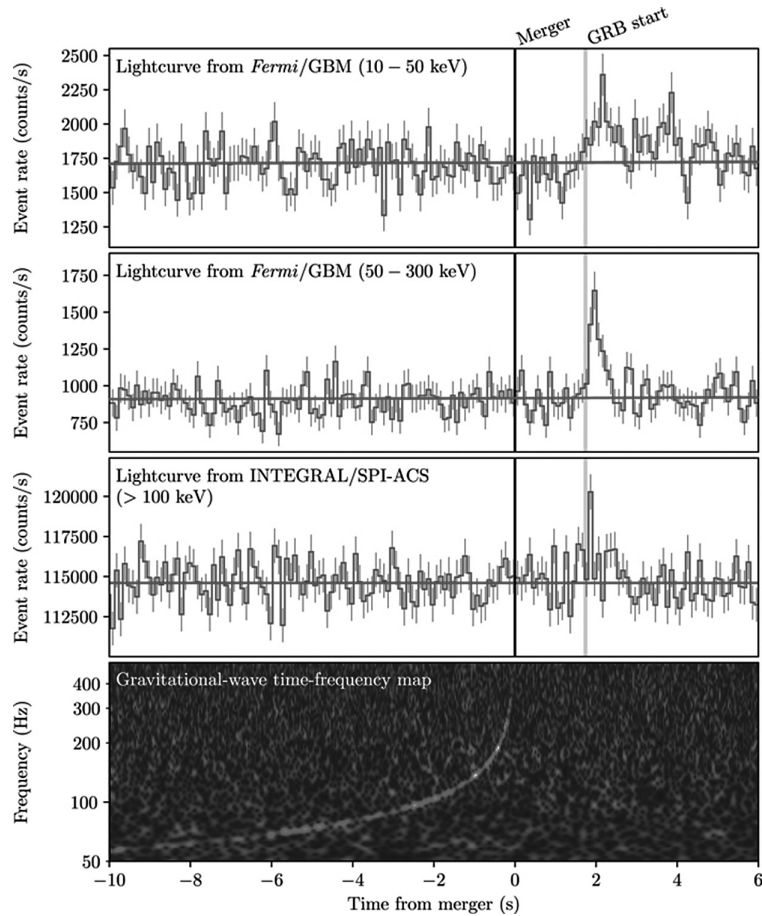 Merger
GRB start
Lightcurve from Fermi/GBM (10 − 50 keV)
Event rate (counts/s)
2500
2250
2000
1750
1500
1250
Lightcurve from Fermi/GBM (50 − 300 keV)
Event rate (counts/s)
1750
1500
1250
1000
750
Lightcurve from INTEGRAL/SPI-ACS
(> 100 keV)
Event rate (counts/s)
120000
117500
115000
112500
Gravitational-wave time-frequency map
Frequency (Hz)
400
300
200
100
50
−10 −8 −6 −4 −2 0 2 4 6
Time from merger (s)